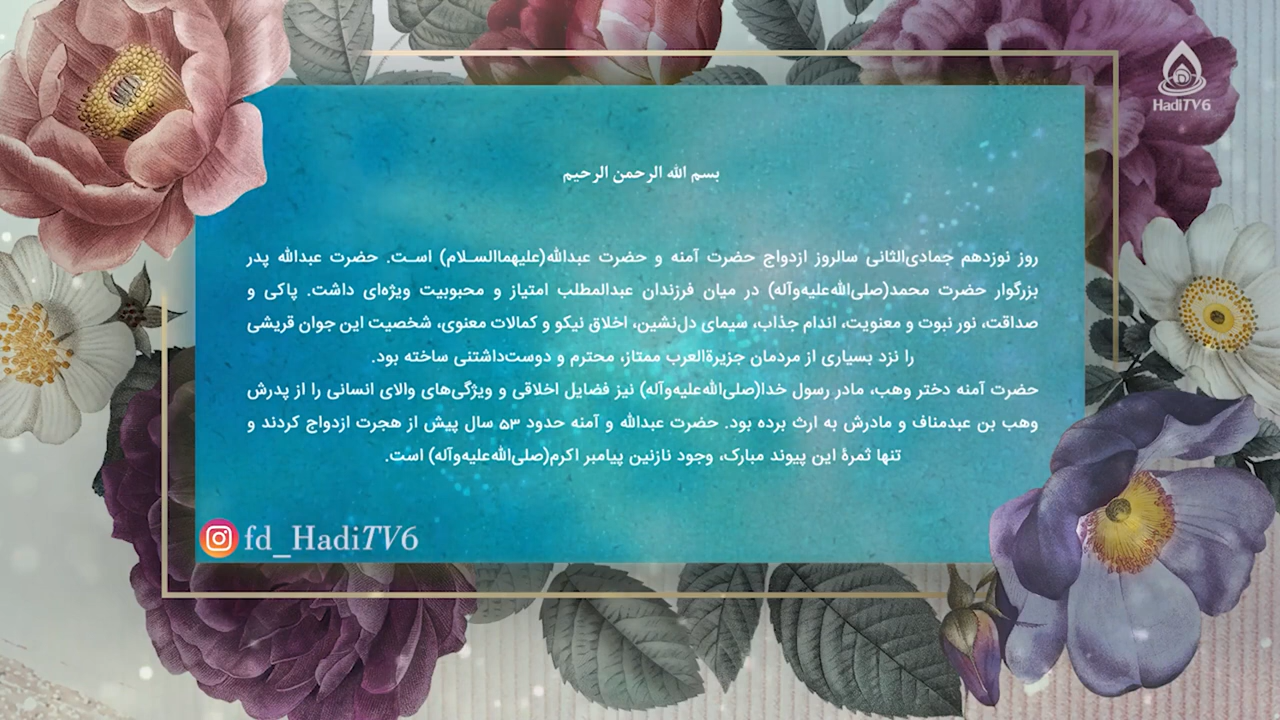 HadiTV6
بسم الله الرحمن الرحیم
روز نوزدهم جمادی‌الثانی سالروز ازدواج حضرت آمنه و حضرت عبدالله(علیهماالسـلام) اسـت. حضرت عبدالله پدر
بزرگوار حضرت محمد(صلی‌الله‌علیه‌وآله) در میان فرزندان عبدالمطلب امتیاز و محبوبیت ویژه‌ای داشت. پاکی و
صداقت، نور نبوت و معنویت، اندام جذاب، سیمای دل‌نشین، اخلاق نیکو و کمالات معنوی، شخصیت این جوان قریشی
را نزد بسیاری از مردمان جزیرةالعرب ممتاز، محترم و دوست‌داشتنی ساخته بود.
حضرت آمنه دختر وهب، مادر رسول خدا(صلی‌الله‌علیه‌وآله) نیز فضایل اخلاقی و ویژگی‌های والای انسانی را از پدرش
وهب بن عبدمناف و مادرش به ارث برده بود. حضرت عبدالله و آمنه حدود ۵۳ سال پیش از هجرت ازدواج کردند و
تنها ثمرهٔ این پیوند مبارک، وجود نازنین پیامبر اکرم(صلی‌الله‌علیه‌وآله) است.
fd_HadiTV6